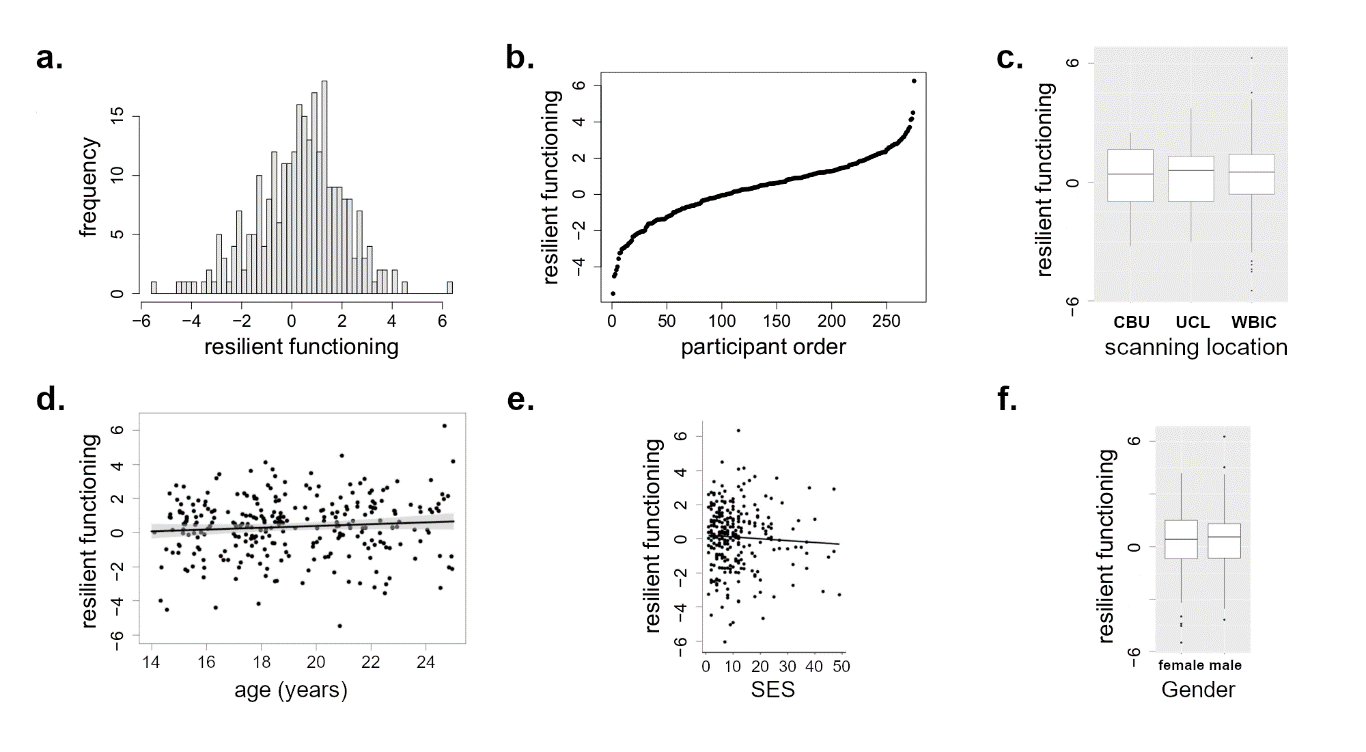 a.
frequency
0 5 10 15
−6 −4 −2 0 2 4 6
resilient functioning
b.
resilient functioning
−4 −2 0 2 4 6
0 50 100 150 200 250
participant order
c.
resilient functioning
−6 0 6
CBU UCL WBIC
scanning location
d.
resilient functioning
−6 −4 −2 0 2 4 6
14 16 18 20 22 24
age (years)
e.
resilient functioning
−6 −4 −2 0 2 4 6
0 10 20 30 40 50
SES
f.
resilient functioning
−6 0 6
female male
Gender